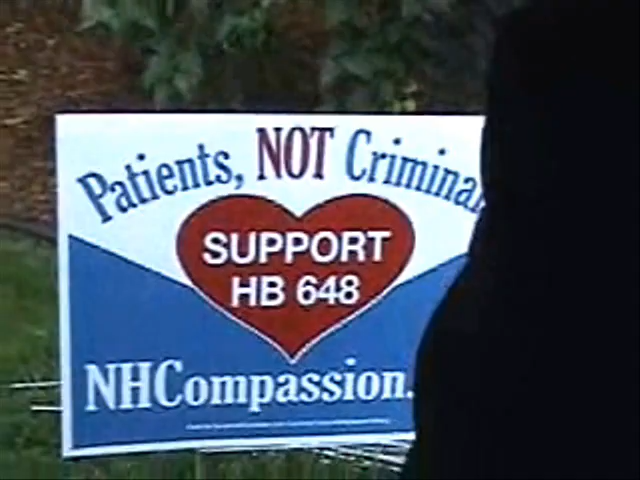 Patients, NOT Criminal
SUPPORT
HB 648
NHCompassion.